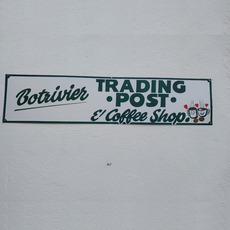 Botrivier
TRADING
• POST •
& Coffee Shop.